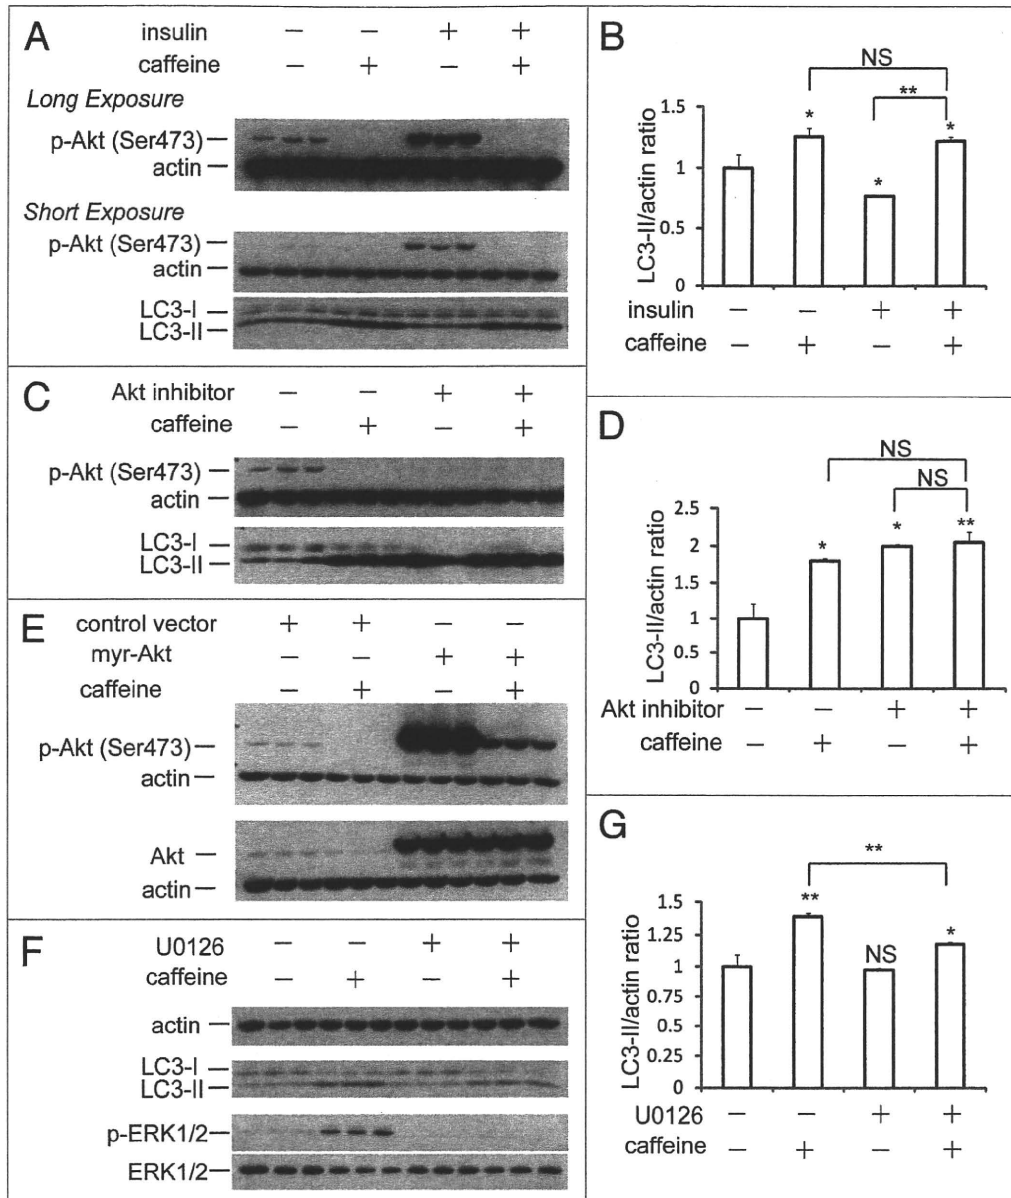 A
insulin − − + +
caffeine − + − +
Long Exposure
p-Akt (Ser473)
actin
Short Exposure
p-Akt (Ser473)
actin
LC3-I
LC3-II
B
NS
**
* * *
LC3-II/actin ratio
1.5
1
0.5
0
insulin − − + +
caffeine − + − +
C
Akt inhibitor − − + +
caffeine − + − +
p-Akt (Ser473)
actin
LC3-I
LC3-II
D
NS
NS
* * **
LC3-II/actin ratio
2.5
2
1.5
1
0.5
0
Akt inhibitor − − + +
caffeine − + − +
E
control vector + + − −
myr-Akt − − + +
caffeine − + − +
p-Akt (Ser473)
actin
Akt
actin
F
U0126 − − + +
caffeine − + − +
actin
LC3-I
LC3-II
p-ERK1/2
ERK1/2
G
**
** NS *
LC3-II/actin ratio
1.5
1.25
1
0.75
0.5
0.25
0
U0126 − − + +
caffeine − + − +